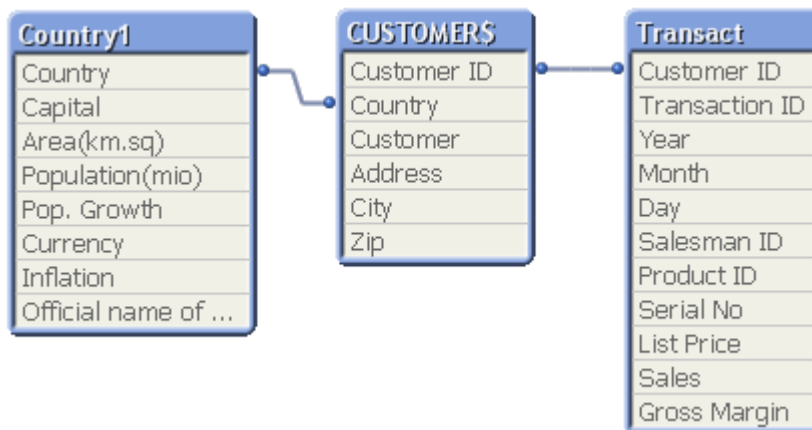 Country1
Country
Capital
Area(km.sq)
Population(mio)
Pop. Growth
Currency
Inflation
Official name of ...
CUSTOMER$
Customer ID
Country
Customer
Address
City
Zip
Transact
Customer ID
Transaction ID
Year
Month
Day
Salesman ID
Product ID
Serial No
List Price
Sales
Gross Margin